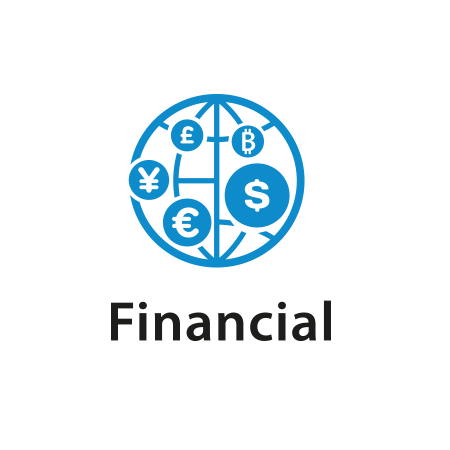 £ ₿
¥ $
€
Financial